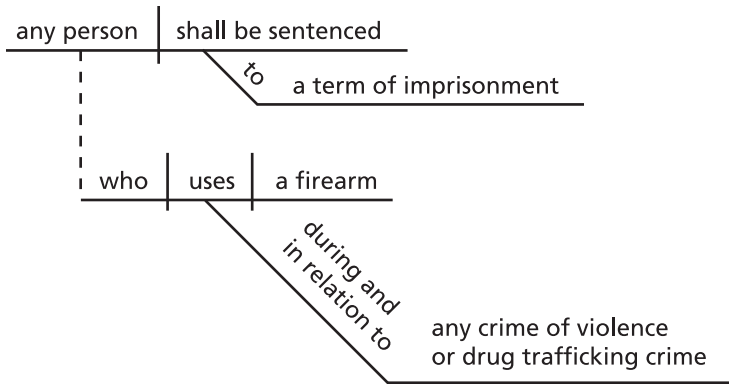 any person shall be sentenced
to a term of imprisonment
who uses a firearm
during and
in relation to
any crime of violence
or drug trafficking crime